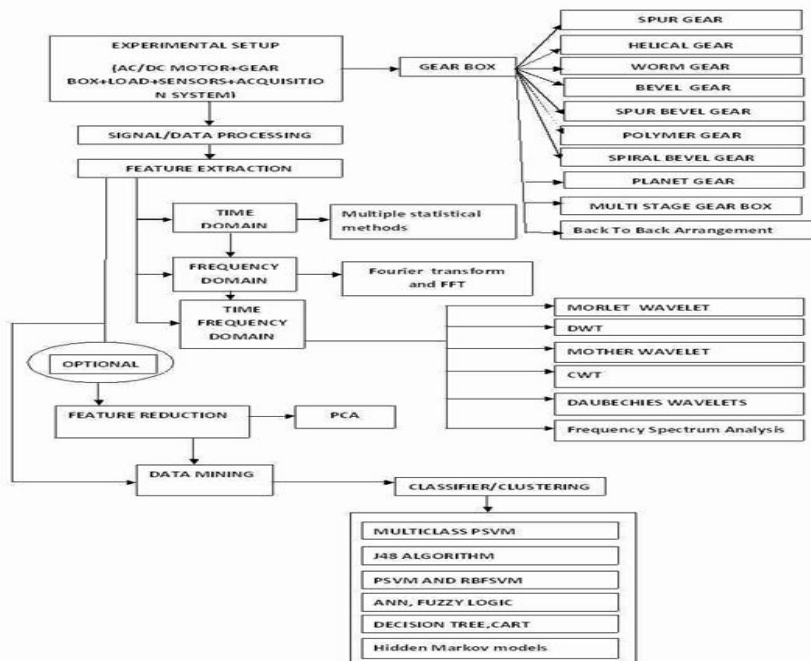 EXPERIMENTAL SETUP
(AC/DC MOTOR+GEAR
BOX+LOAD+SENSORS+ACQUISITIO
N SYSTEM)
GEAR BOX
SPUR GEAR
HELICAL GEAR
WORM GEAR
BEVEL GEAR
SPUR BEVEL GEAR
POLYMER GEAR
SPIRAL BEVEL GEAR
PLANET GEAR
MULTI STAGE GEAR BOX
Back To Back Arrangement
SIGNAL/DATA PROCESSING
FEATURE EXTRACTION
TIME
DOMAIN
Multiple statistical
methods
FREQUENCY
DOMAIN
Fourier transform
and FFT
TIME
FREQUENCY
DOMAIN
MORLET WAVELET
DWT
MOTHER WAVELET
CWT
DAUBECHIES WAVELETS
Frequency Spectrum Analysis
OPTIONAL
FEATURE REDUCTION
PCA
DATA MINING
CLASSIFIER/CLUSTERING
MULTICLASS PSVM
J48 ALGORITHM
PSVM AND RBFSVM
ANN, FUZZY LOGIC
DECISION TREE,CART
Hidden Markov models